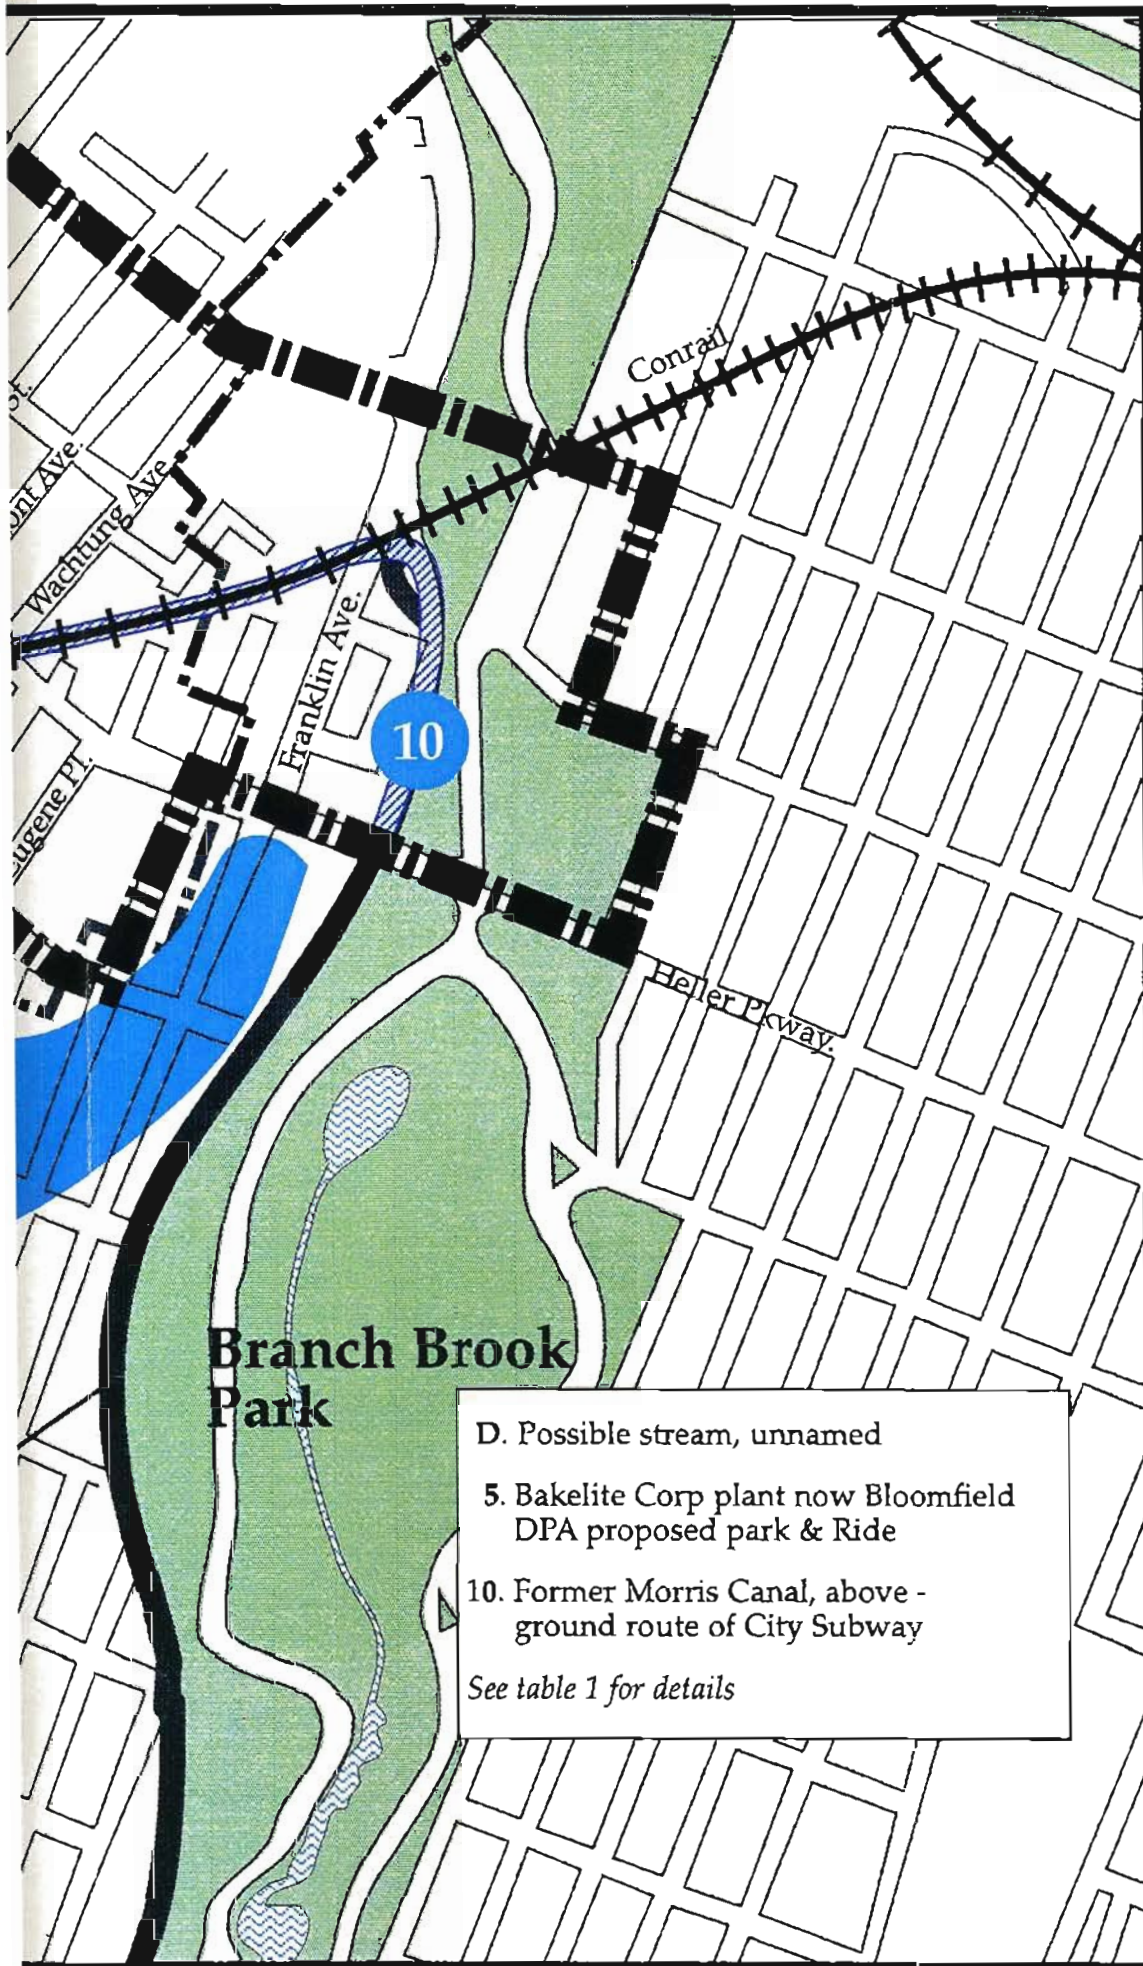 Conrail
Wachtung Ave.
Franklin Ave.
10
Heller Pkway.
Branch Brook
Park
D. Possible stream, unnamed
5. Bakelite Corp plant now Bloomfield
DPA proposed park & Ride
10. Former Morris Canal, above -
ground route of City Subway
See table 1 for details